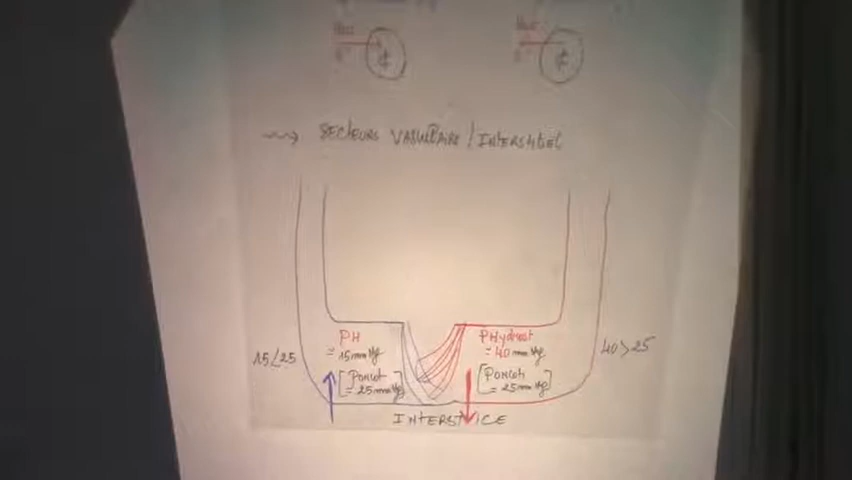 SECTEURS VASCULAIRE / INTERSTITIEL
PH
= 15 mmHg
15 < 25
[Poncot
= 25 mmHg]
PHydrost
= 40 mmHg
40 > 25
[Poncot
= 25 mmHg]
INTERSTICE